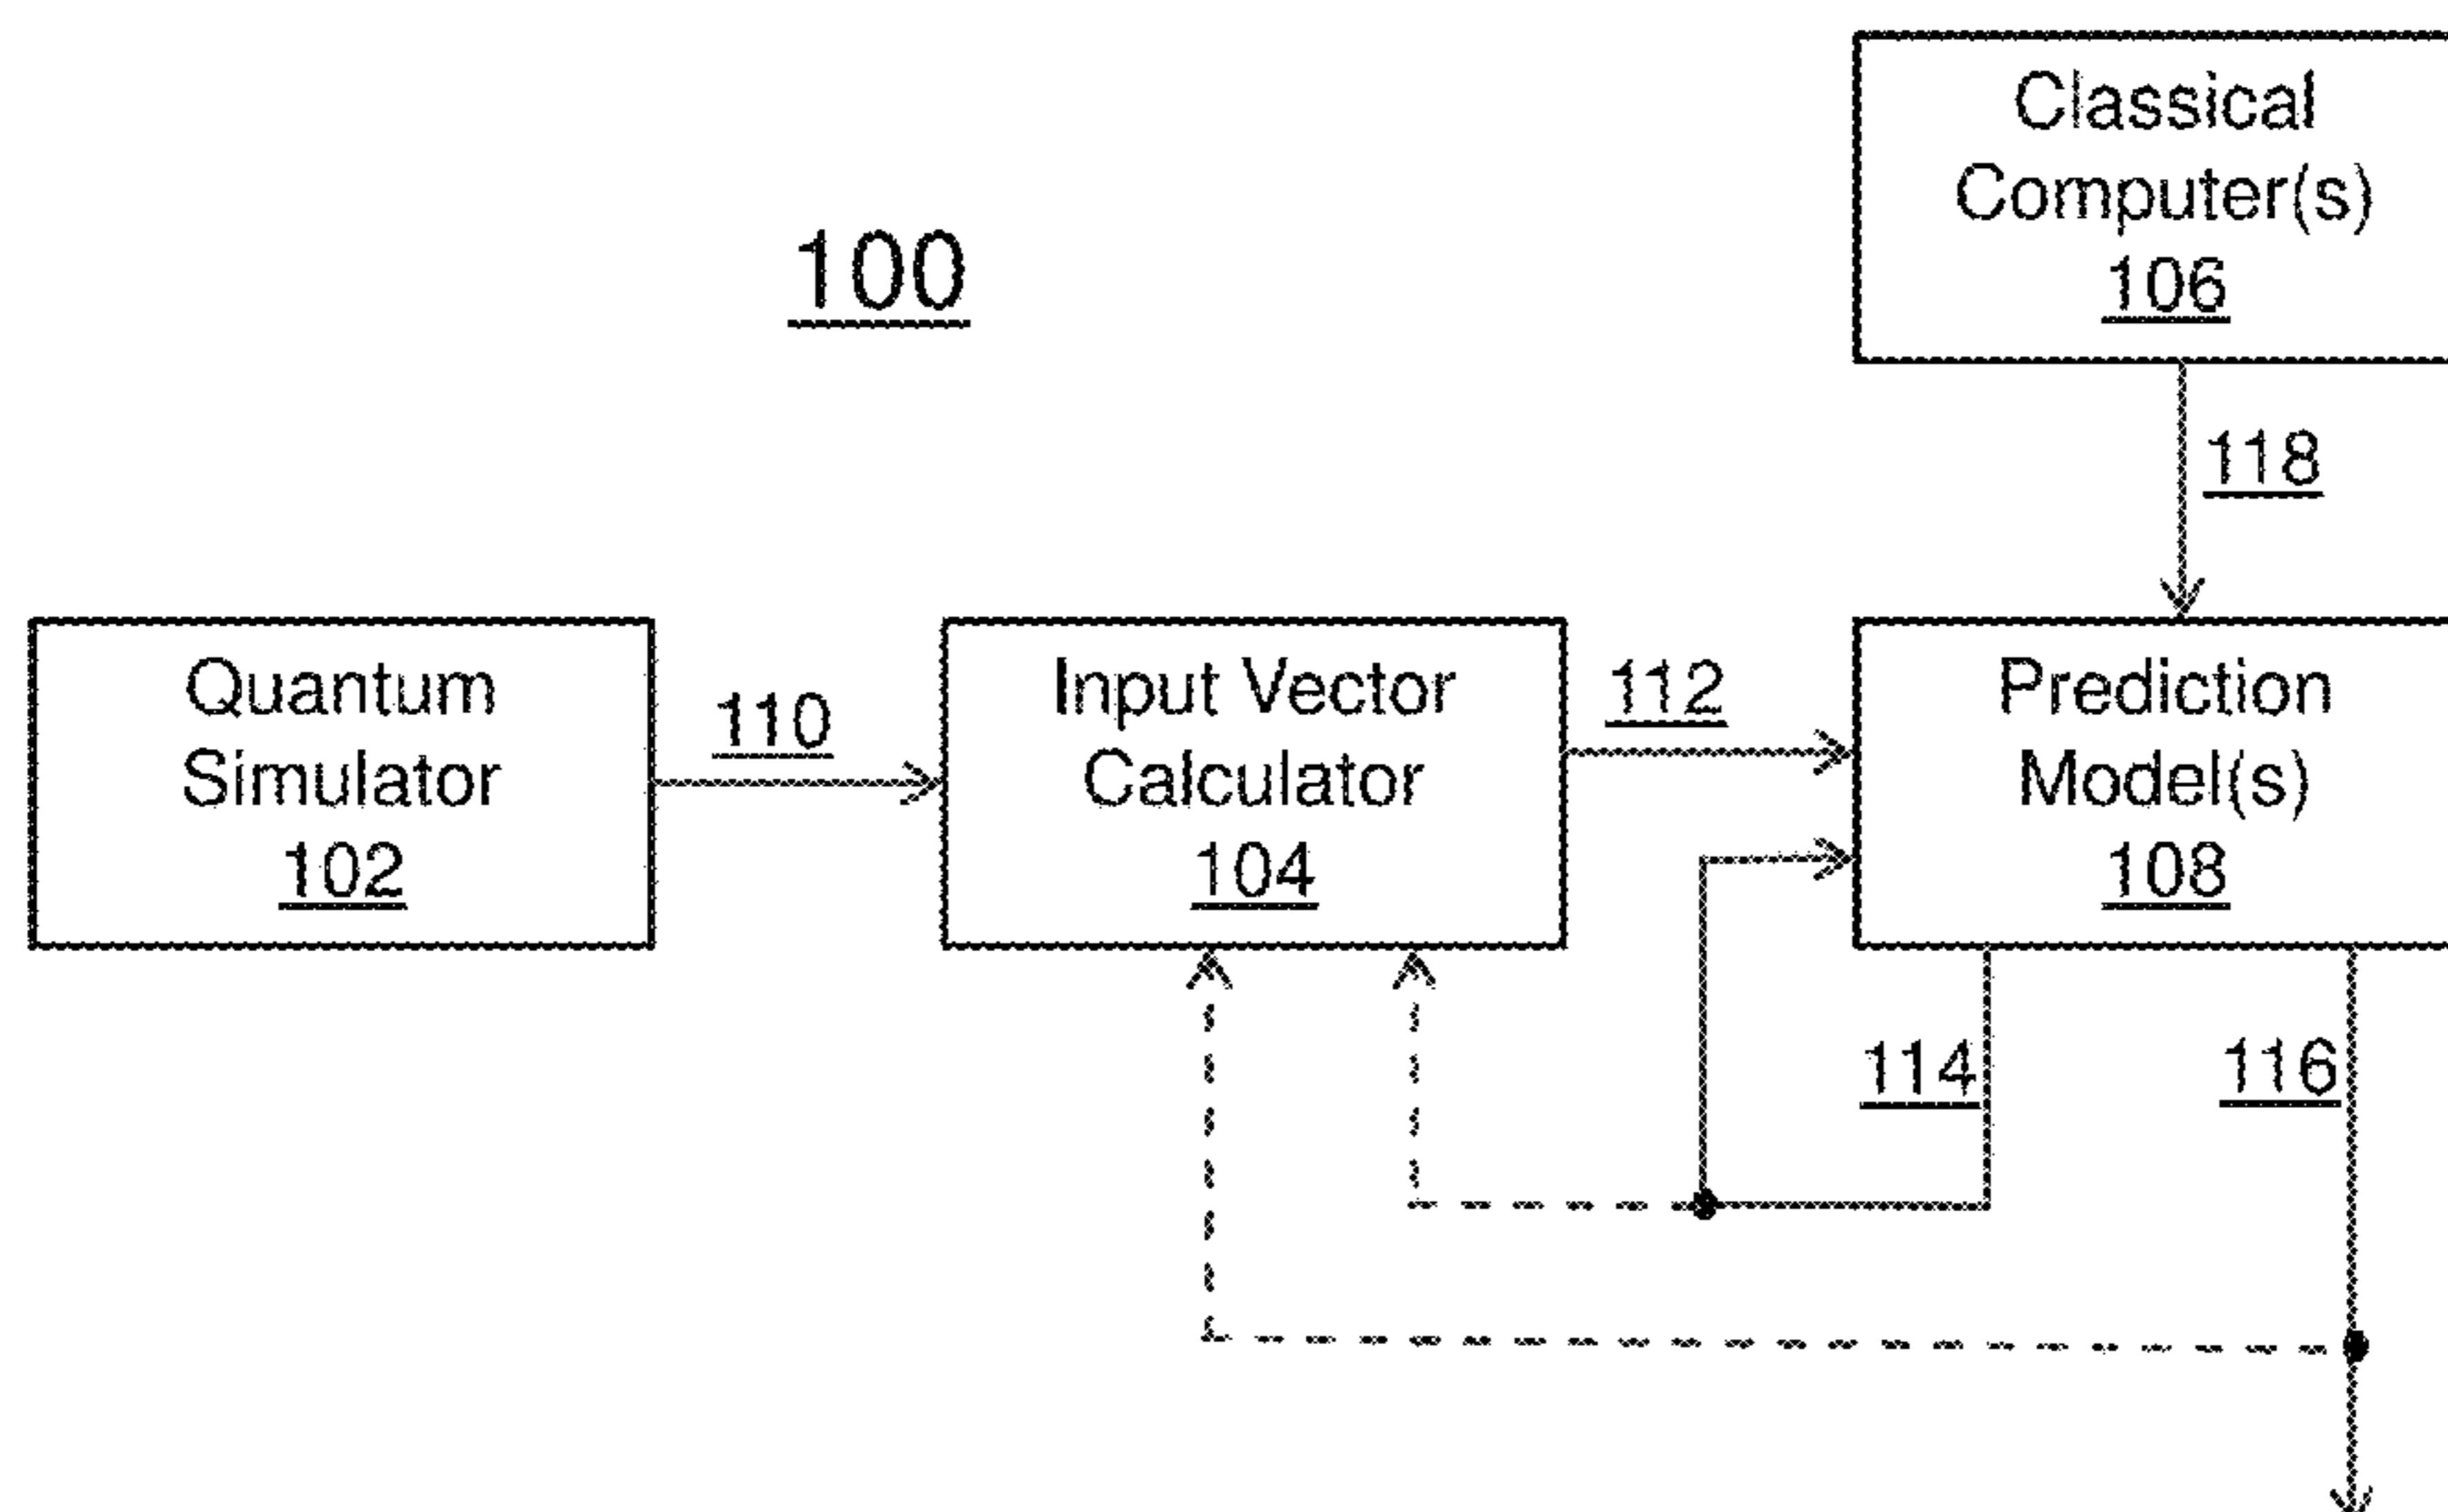 Classical
Computer(s)
106
100
118
Quantum
Simulator
102
110
Input Vector
Calculator
104
112
Prediction
Model(s)
108
114
116